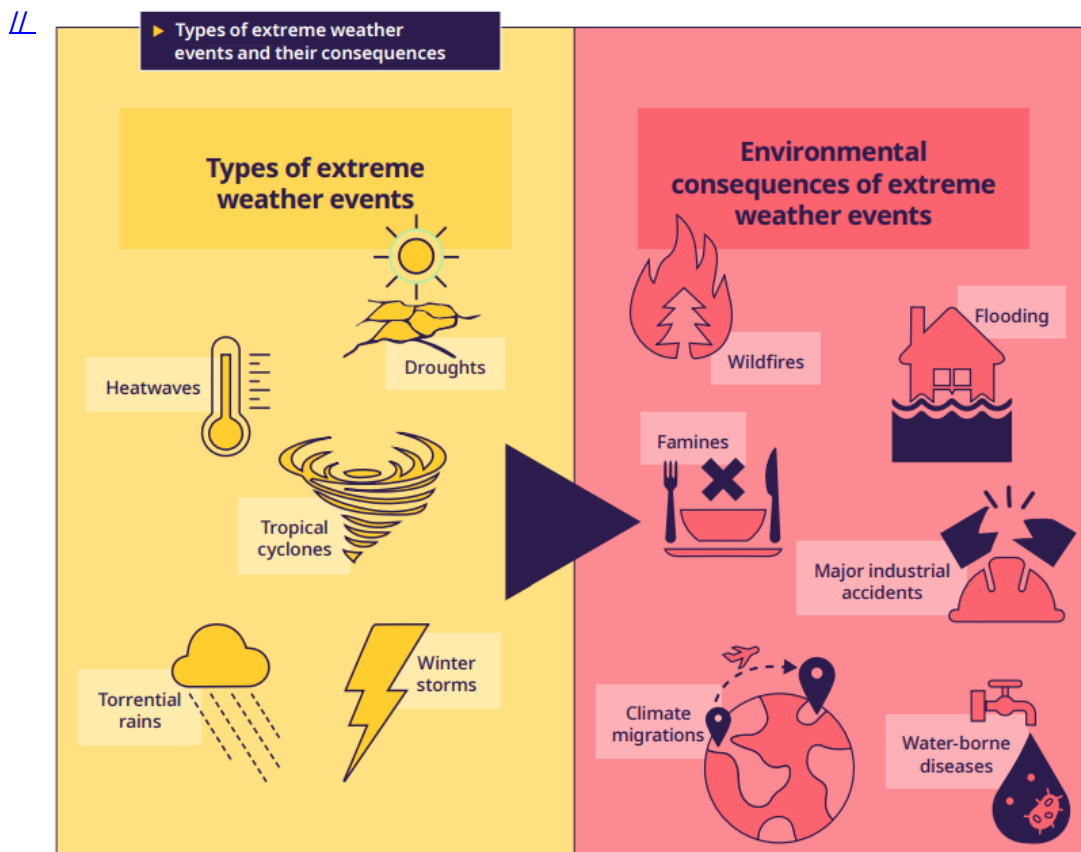 //
Types of extreme weather
events and their consequences
Types of extreme
weather events
Droughts
Heatwaves
Tropical
cyclones
Torrential
rains
Winter
storms
Environmental
consequences of extreme
weather events
Wildfires
Flooding
Famines
Major industrial
accidents
Climate
migrations
Water-borne
diseases